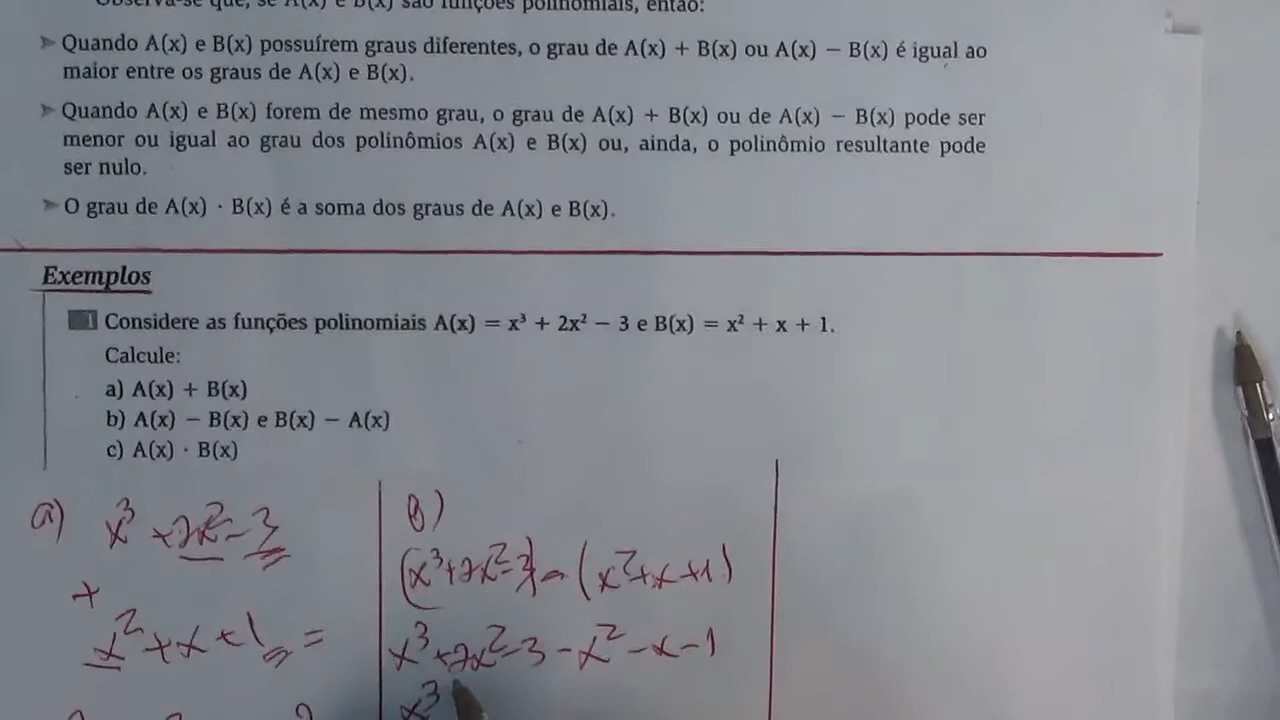 Observa-se que, se A(x) e B(x) são funções polinomiais, então:
➤ Quando A(x) e B(x) possuírem graus diferentes, o grau de A(x) + B(x) ou A(x) − B(x) é igual ao
maior entre os graus de A(x) e B(x).
➤ Quando A(x) e B(x) forem de mesmo grau, o grau de A(x) + B(x) ou de A(x) − B(x) pode ser
menor ou igual ao grau dos polinômios A(x) e B(x) ou, ainda, o polinômio resultante pode
ser nulo.
➤ O grau de A(x) · B(x) é a soma dos graus de A(x) e B(x).
Exemplos
1 Considere as funções polinomiais A(x) = x³ + 2x² − 3 e B(x) = x² + x + 1.
Calcule:
a) A(x) + B(x)
b) A(x) − B(x) e B(x) − A(x)
c) A(x) · B(x)
a) x³ + 2x² − 3
+
x² + x + 1 =
b)
(x³ + 2x² − 3) − (x² + x + 1)
x³ + 2x² − 3 − x² − x − 1
x³